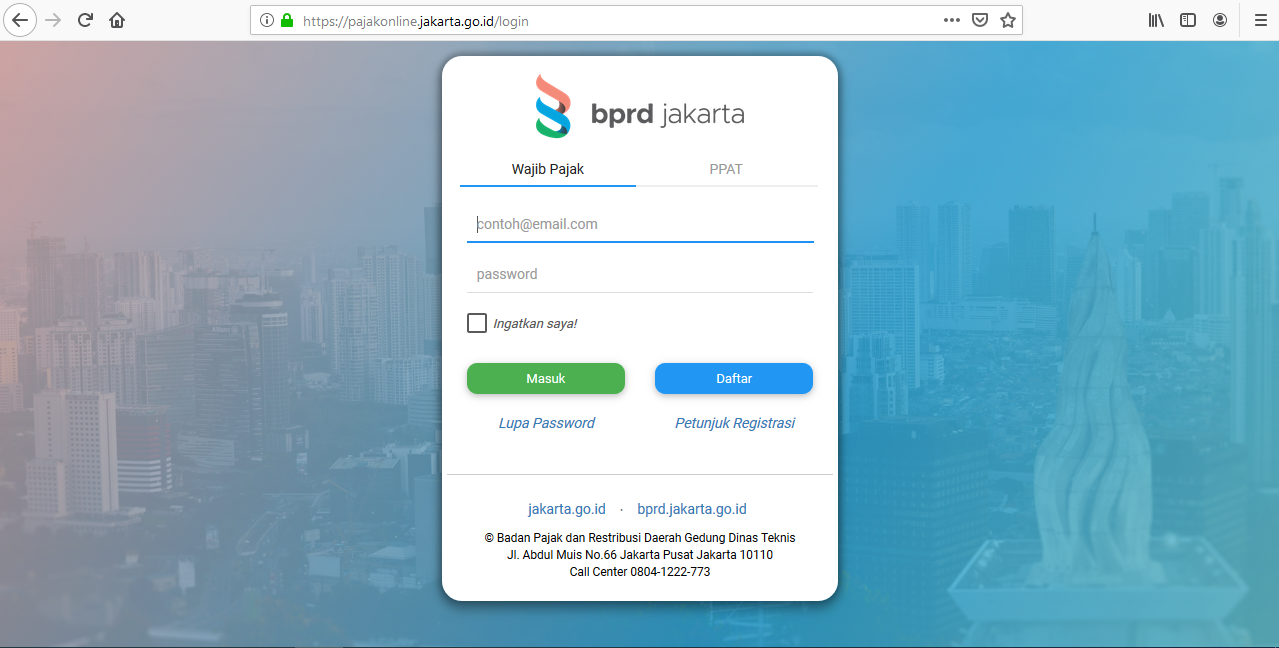 https://pajakonline.jakarta.go.id/login
bprd jakarta
Wajib Pajak PPAT
contoh@email.com
password
Ingatkan saya!
Masuk Daftar
Lupa Password Petunjuk Registrasi
jakarta.go.id · bprd.jakarta.go.id
© Badan Pajak dan Restribusi Daerah Gedung Dinas Teknis
Jl. Abdul Muis No.66 Jakarta Pusat Jakarta 10110
Call Center 0804-1222-773